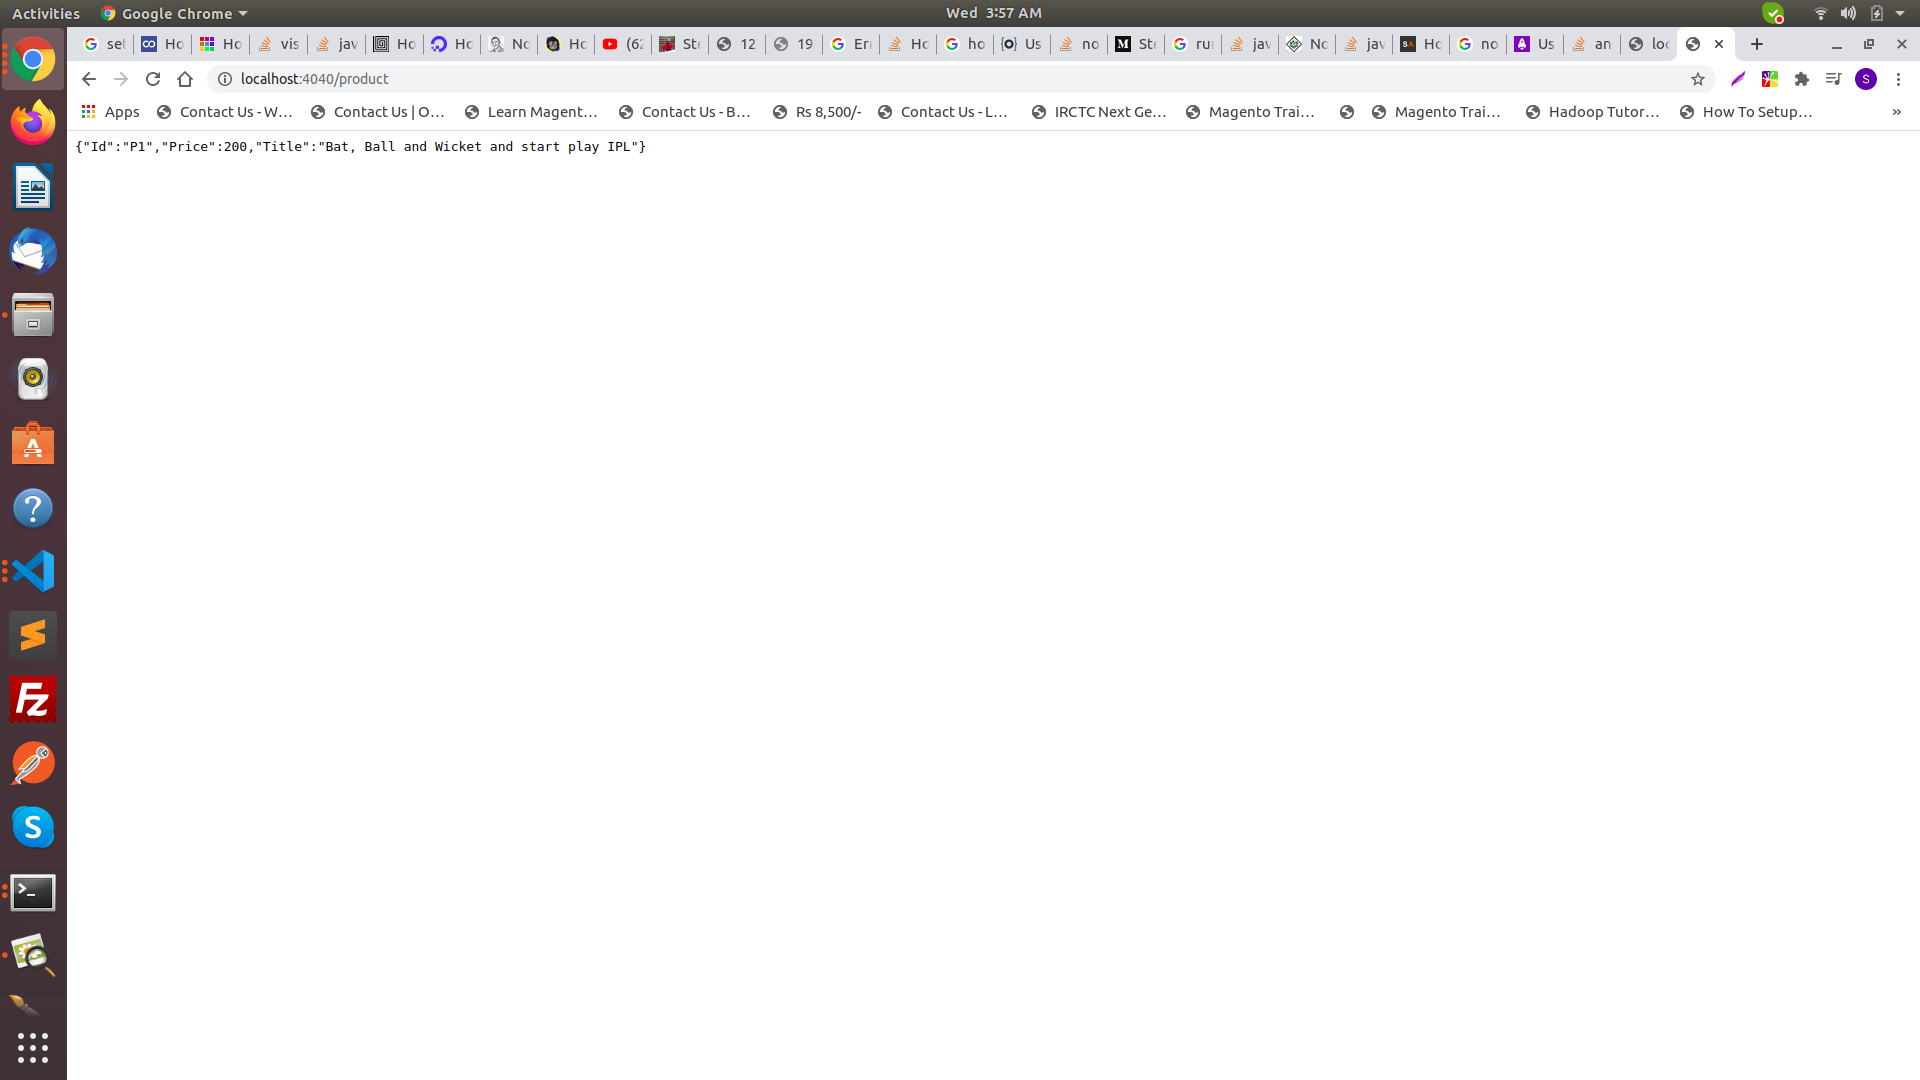 Activities Google Chrome Wed 3:57 AM
set Ho Ho vis jav Ho Ho No Ho (62 Ste 12 19 Err Ho ho Us no Ste ru jav No jav Ho no Us an loc
localhost:4040/product S
Apps Contact Us - W... Contact Us | O... Learn Magent... Contact Us - B... Rs 8,500/- Contact Us - L... IRCTC Next Ge... Magento Trai... Magento Trai... Hadoop Tutor... How To Setup... »
{"Id":"P1","Price":200,"Title":"Bat, Ball and Wicket and start play IPL"}